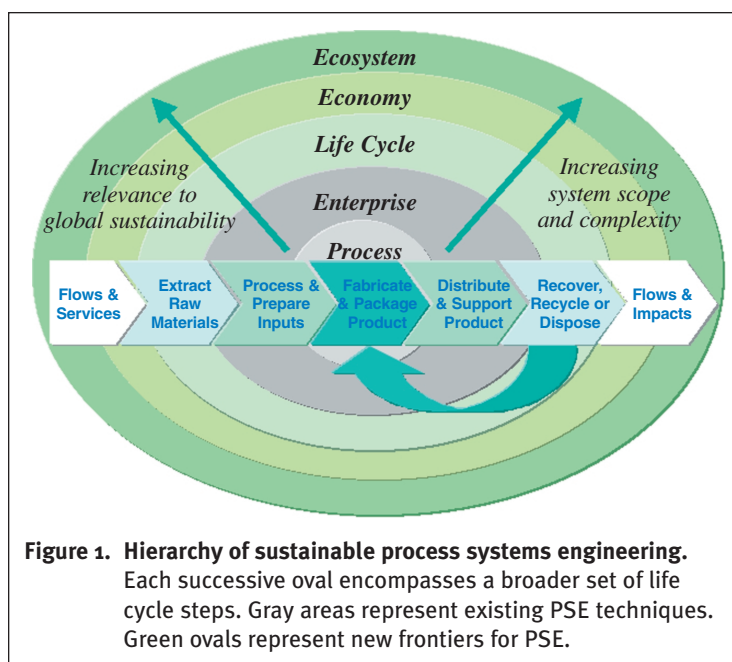 Ecosystem
Economy
Life Cycle
Enterprise
Process
Increasing
relevance to
global sustainability
Increasing
system scope
and complexity
Flows &
Services
Extract
Raw
Materials
Process &
Prepare
Inputs
Fabricate
& Package
Product
Distribute
& Support
Product
Recover,
Recycle or
Dispose
Flows &
Impacts
Figure 1. Hierarchy of sustainable process systems engineering.
Each successive oval encompasses a broader set of life
cycle steps. Gray areas represent existing PSE techniques.
Green ovals represent new frontiers for PSE.